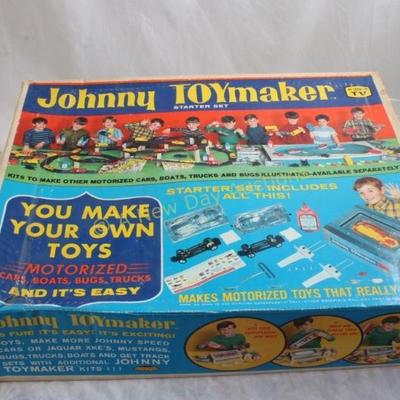 Johnny TOYmaker
STARTER SET
TV
KITS TO MAKE OTHER MOTORIZED CARS, BOATS, TRUCKS AND BUGS ILLUSTRATED-AVAILABLE SEPARATELY
STARTER SET INCLUDES
ALL THIS!
YOU MAKE
YOUR OWN
TOYS
MOTORIZED
CARS, BOATS, BUGS, TRUCKS
AND IT'S EASY
MAKES MOTORIZED TOYS THAT REALLY
Johnny TOYmaker
FUN! IT'S EASY! IT'S EXCITING!
TOYS, MAKE MORE JOHNNY SPEED
CARS OR JAGUAR XKE'S, MUSTANGS,
BUGS, TRUCKS, BOATS AND GET TRACK
SETS WITH ADDITIONAL JOHNNY
TOYMAKER KITS!!!